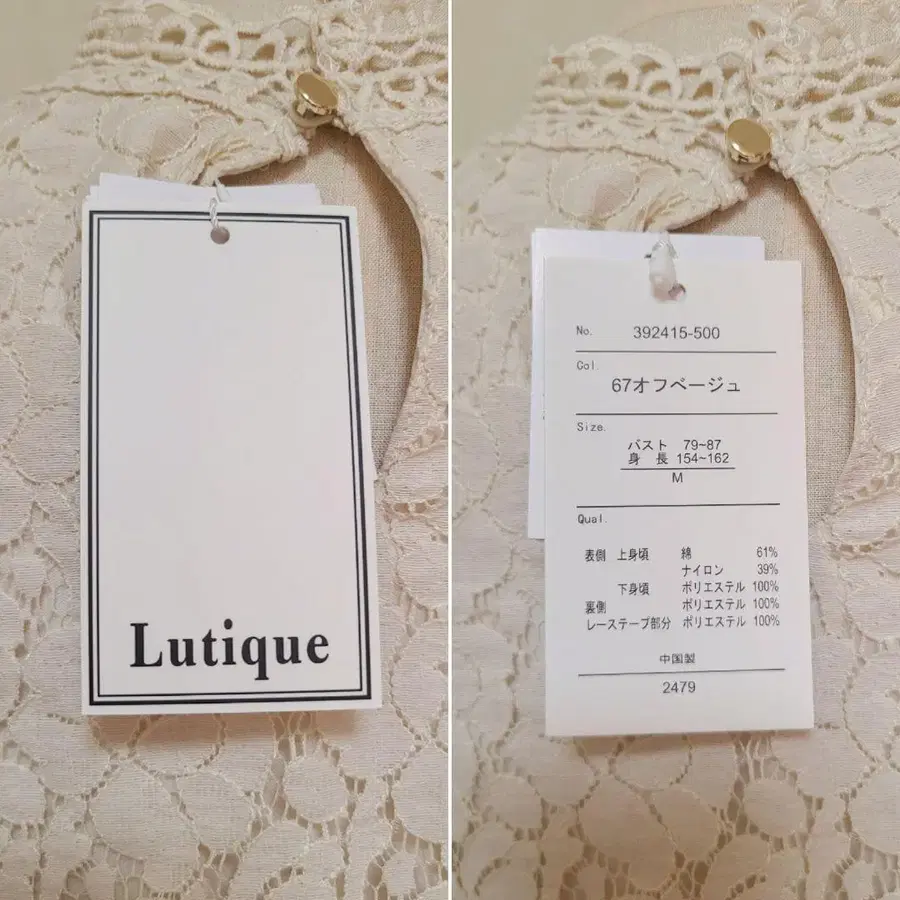 Lutique
No. 392415-500
Col.
67オフベージュ
Size.
バスト 79~87
身 長 154~162
M
Qual.
表側 上身頃 綿 61%
ナイロン 39%
下身頃 ポリエステル 100%
裏側 ポリエステル 100%
レーステープ部分 ポリエステル 100%
中国製
2479